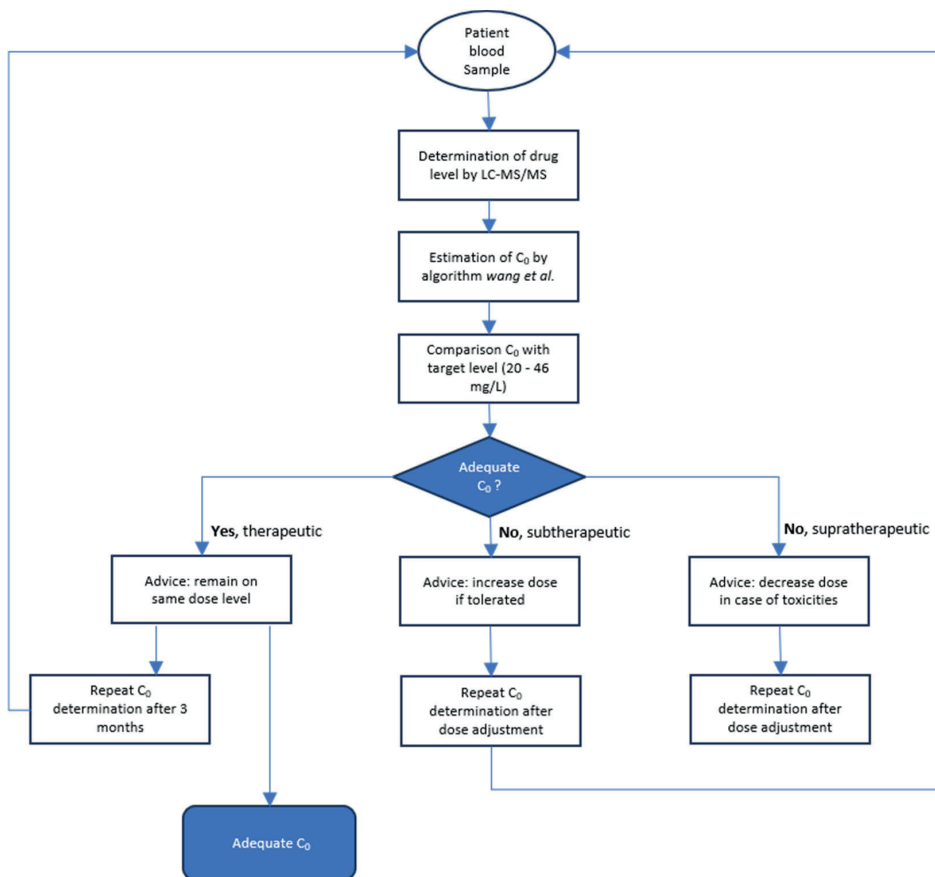 Patient
blood
Sample
Determination of drug
level by LC-MS/MS
Estimation of C₀ by
algorithm wang et al.
Comparison C₀ with
target level (20 - 46
mg/L)
Adequate
C₀ ?
Yes, therapeutic
No, subtherapeutic
No, supratherapeutic
Advice: remain on
same dose level
Advice: increase dose
if tolerated
Advice: decrease dose
in case of toxicities
Repeat C₀
determination after 3
months
Repeat C₀
determination after
dose adjustment
Repeat C₀
determination after
dose adjustment
Adequate C₀